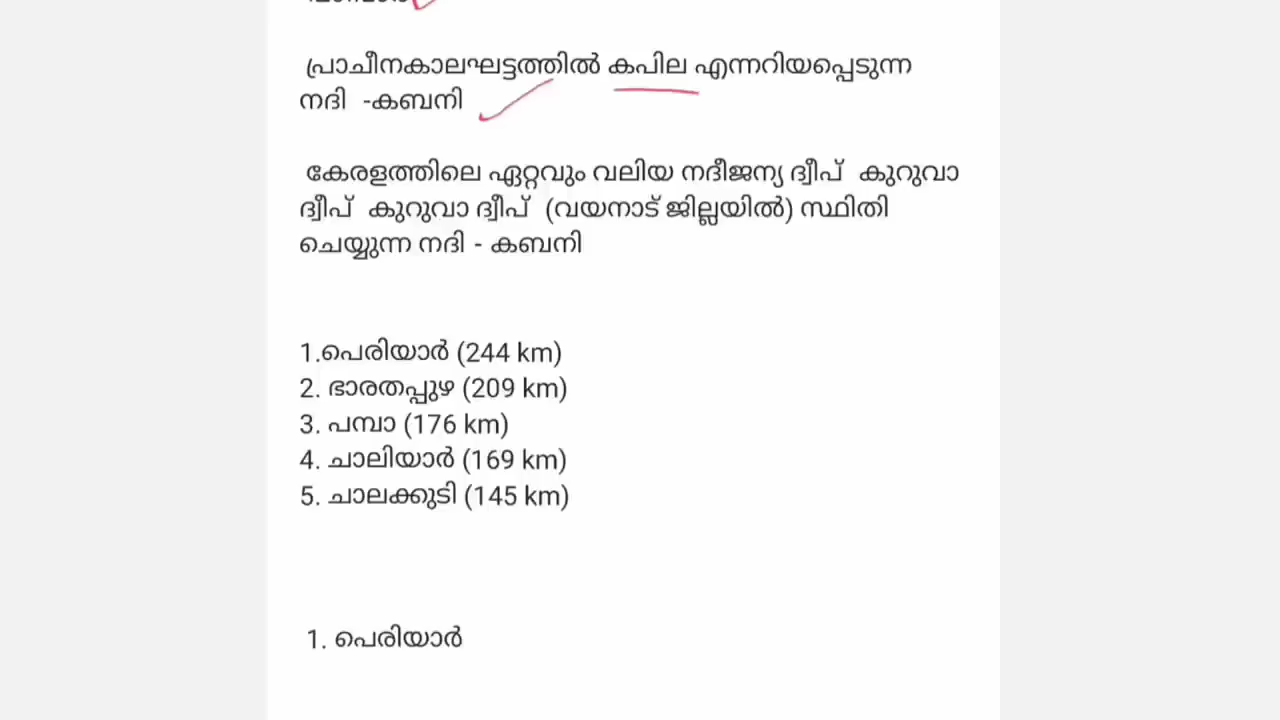 പ്രാചീനകാലഘട്ടത്തിൽ കപില എന്നറിയപ്പെടുന്ന
നദി -കബനി
കേരളത്തിലെ ഏറ്റവും വലിയ നദീജന്യ ദ്വീപ് കുറുവാ
ദ്വീപ് കുറുവാ ദ്വീപ് (വയനാട് ജില്ലയിൽ) സ്ഥിതി
ചെയ്യുന്ന നദി - കബനി
1.പെരിയാർ (244 km)
2. ഭാരതപ്പുഴ (209 km)
3. പമ്പാ (176 km)
4. ചാലിയാർ (169 km)
5. ചാലക്കുടി (145 km)
1. പെരിയാർ